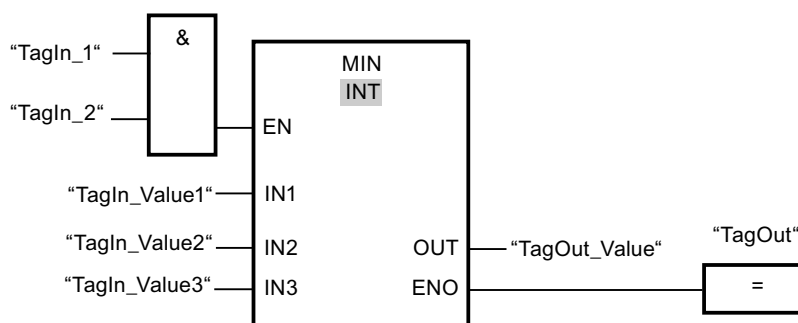 &
“TagIn_1“
MIN
INT
“TagIn_2“
EN
“TagIn_Value1“
IN1
“TagIn_Value2“
IN2
OUT
“TagOut_Value“
“TagOut“
“TagIn_Value3“
IN3
ENO
=